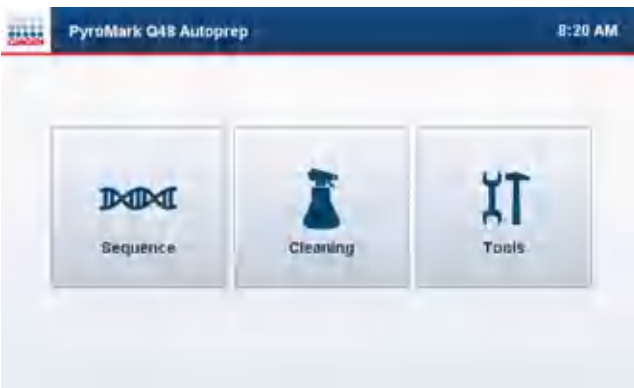 PyroMark Q48 Autoprep
8:20 AM
Sequence
Cleaning
Tools